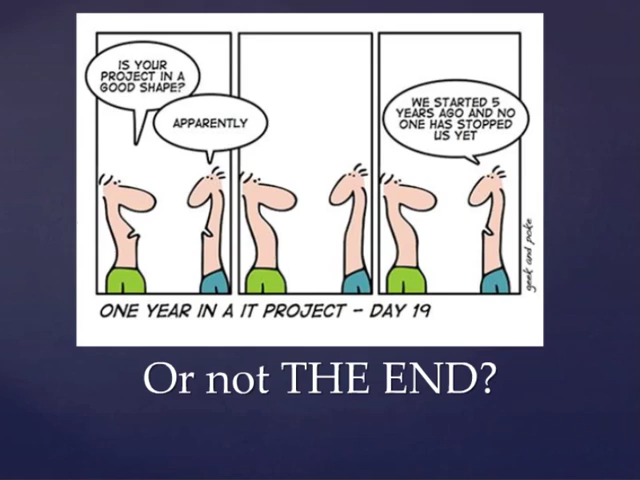 IS YOUR
PROJECT IN A
GOOD SHAPE?
APPARENTLY
WE STARTED 5
YEARS AGO AND NO
ONE HAS STOPPED
US YET
geek and poke
ONE YEAR IN A IT PROJECT - DAY 19
Or not THE END?